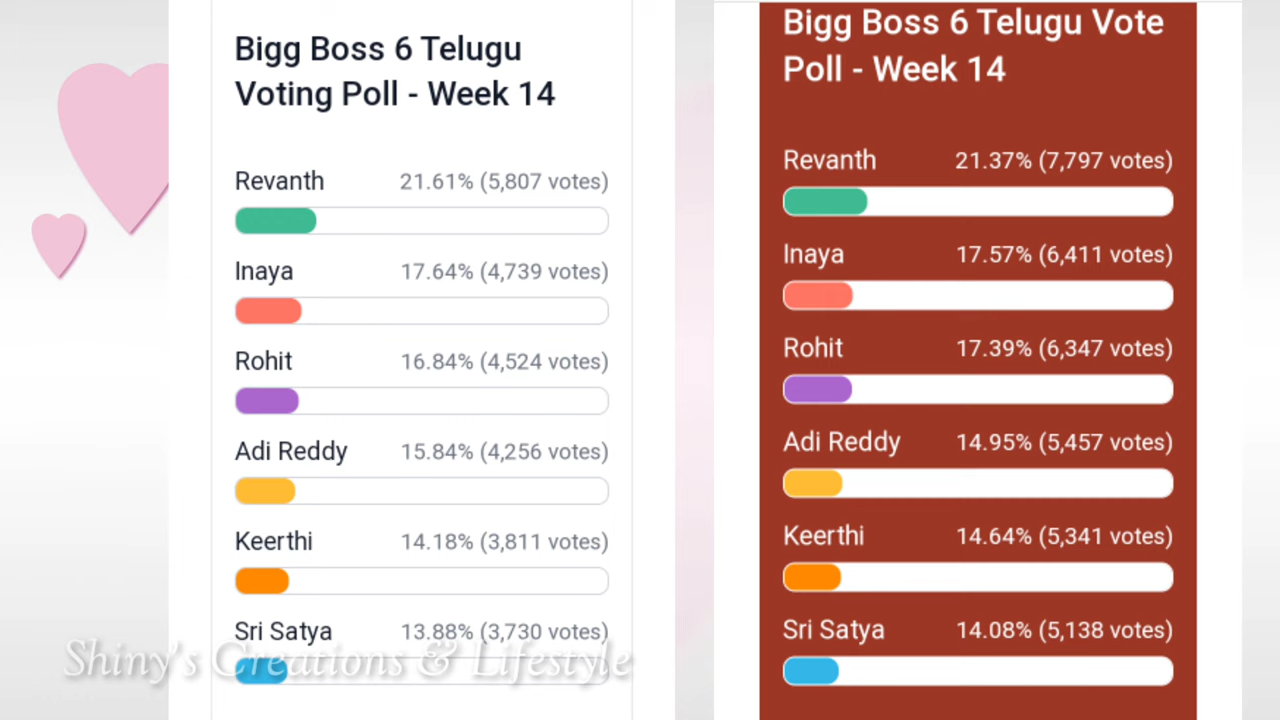 Bigg Boss 6 Telugu
Voting Poll - Week 14
Revanth 21.61% (5,807 votes)
Inaya 17.64% (4,739 votes)
Rohit 16.84% (4,524 votes)
Adi Reddy 15.84% (4,256 votes)
Keerthi 14.18% (3,811 votes)
Sri Satya 13.88% (3,730 votes)
Shiny's Creations & Lifestyle
Bigg Boss 6 Telugu Vote
Poll - Week 14
Revanth 21.37% (7,797 votes)
Inaya 17.57% (6,411 votes)
Rohit 17.39% (6,347 votes)
Adi Reddy 14.95% (5,457 votes)
Keerthi 14.64% (5,341 votes)
Sri Satya 14.08% (5,138 votes)